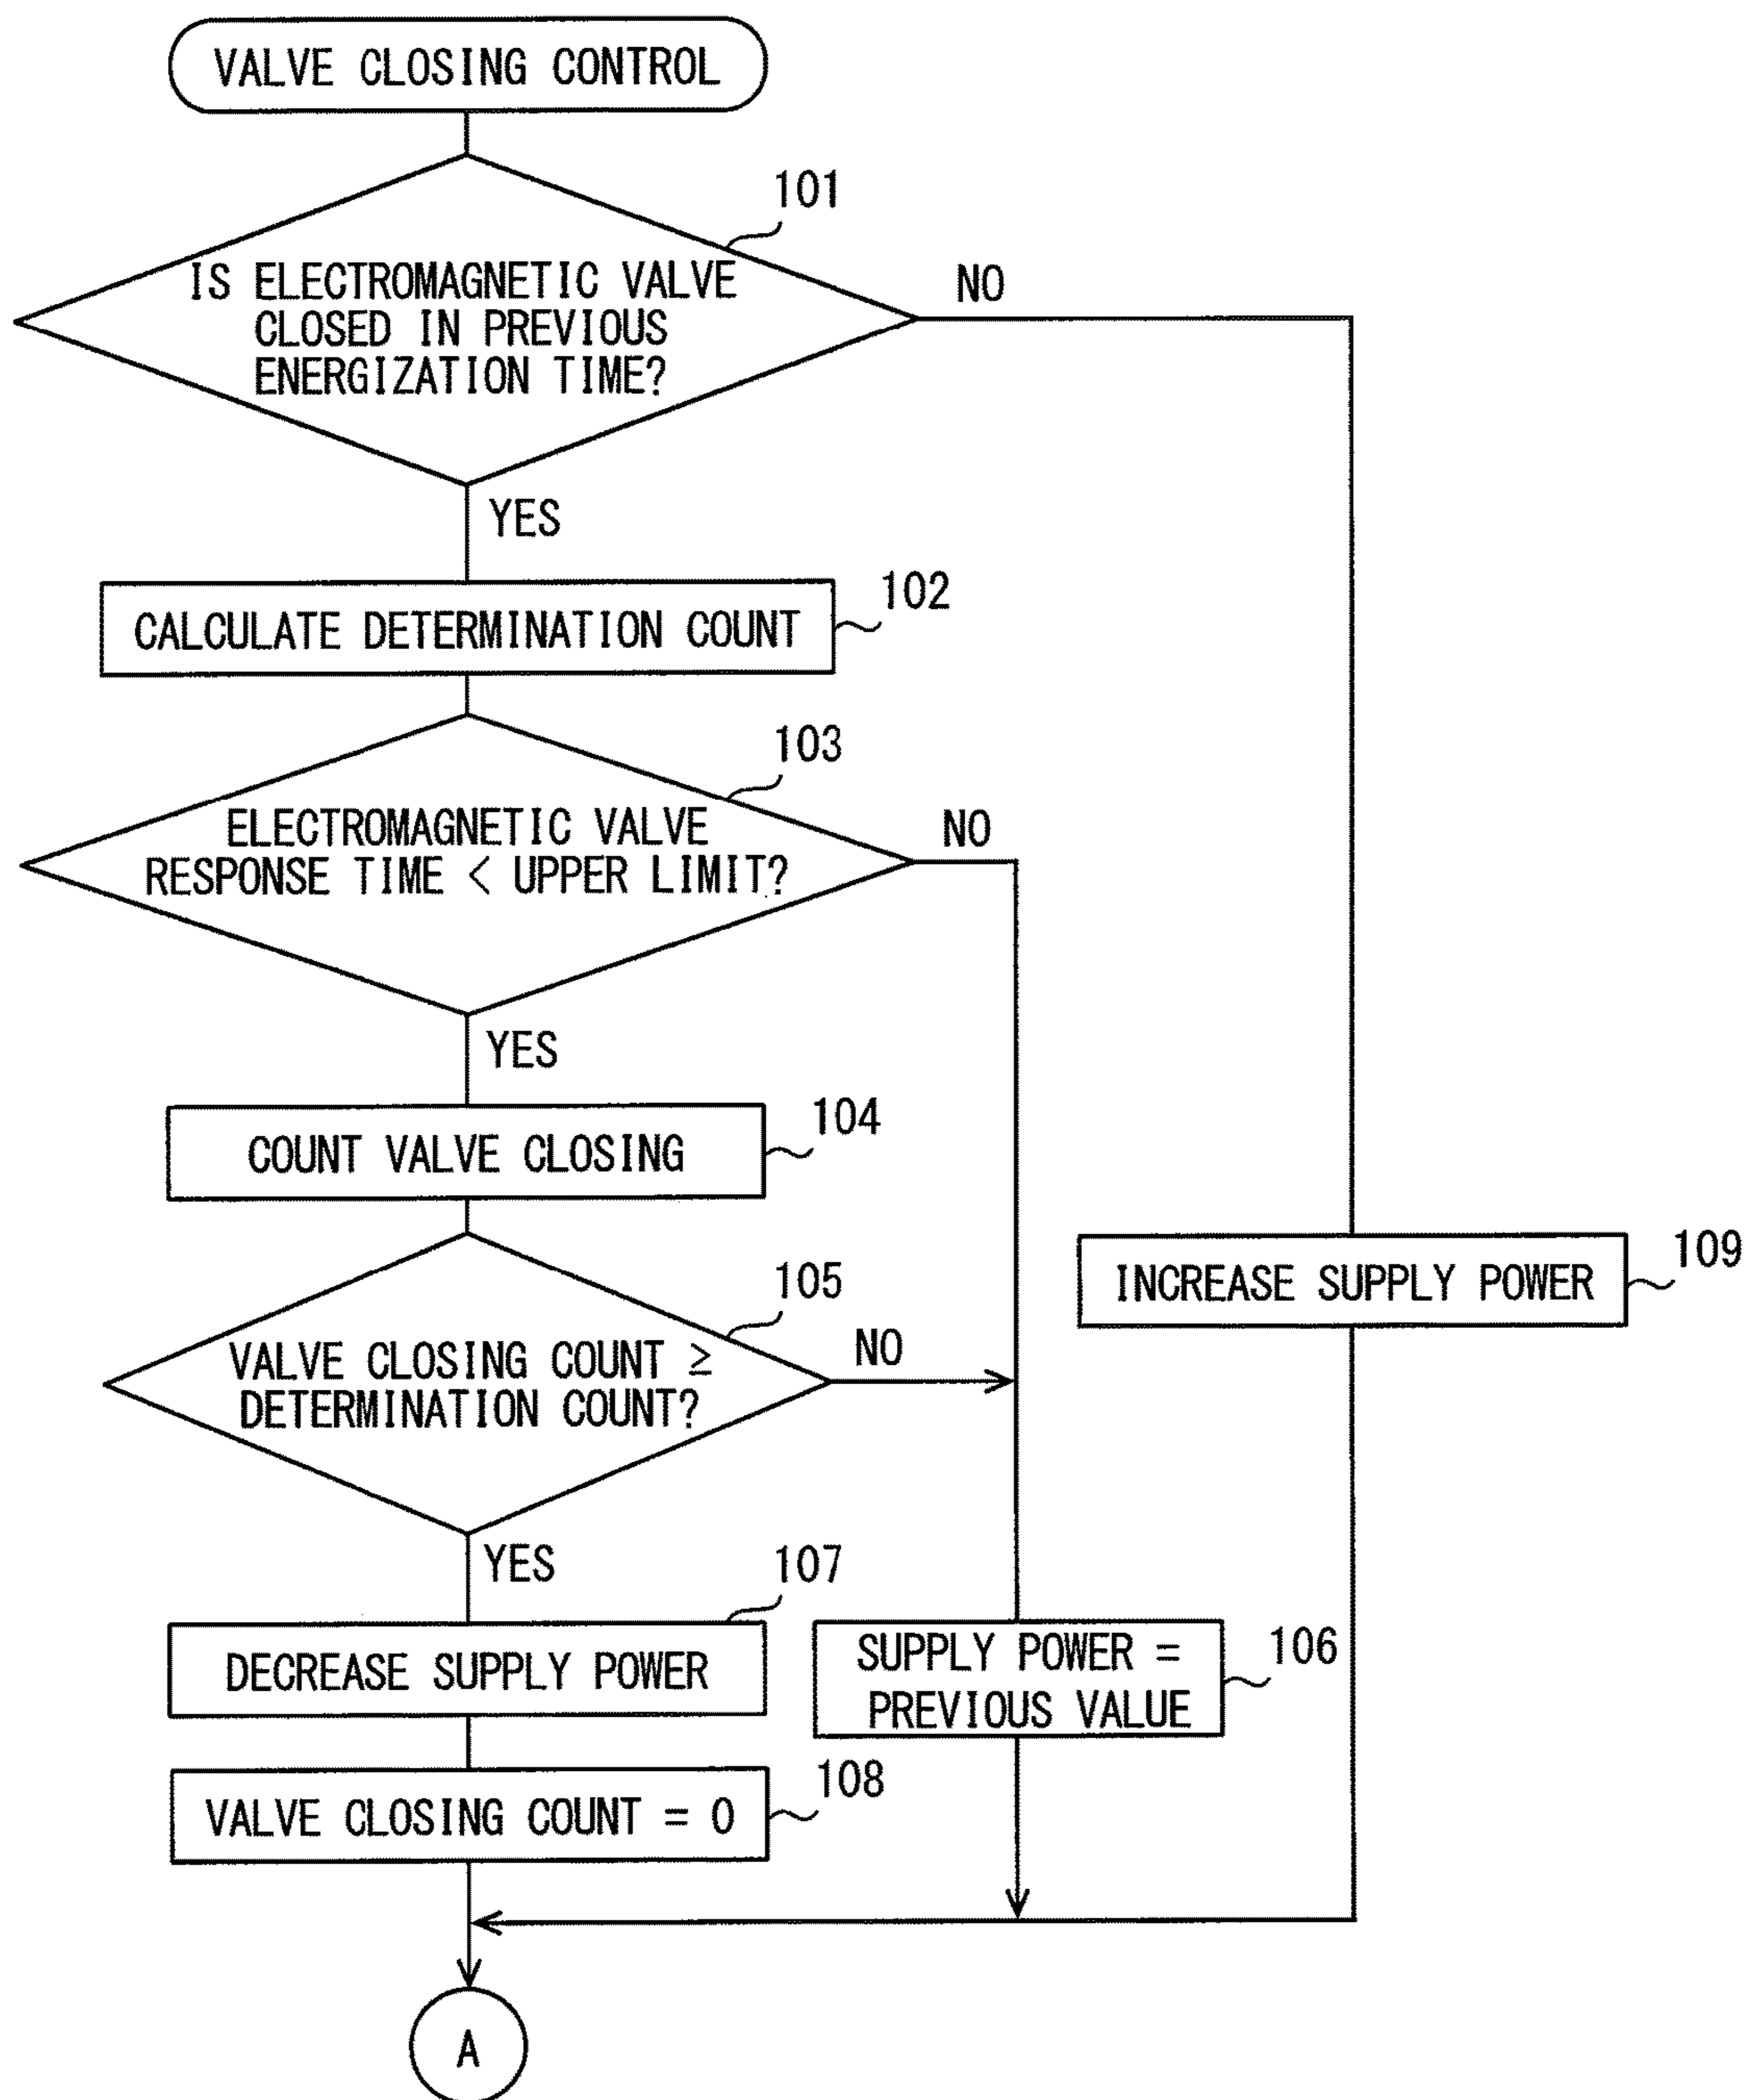 VALVE CLOSING CONTROL
101
IS ELECTROMAGNETIC VALVE
CLOSED IN PREVIOUS
ENERGIZATION TIME?
NO
YES
102
CALCULATE DETERMINATION COUNT
103
ELECTROMAGNETIC VALVE
RESPONSE TIME < UPPER LIMIT?
NO
YES
104
COUNT VALVE CLOSING
105
VALVE CLOSING COUNT ≥
DETERMINATION COUNT?
NO
109
INCREASE SUPPLY POWER
YES
107
DECREASE SUPPLY POWER
106
SUPPLY POWER =
PREVIOUS VALUE
108
VALVE CLOSING COUNT = 0
A